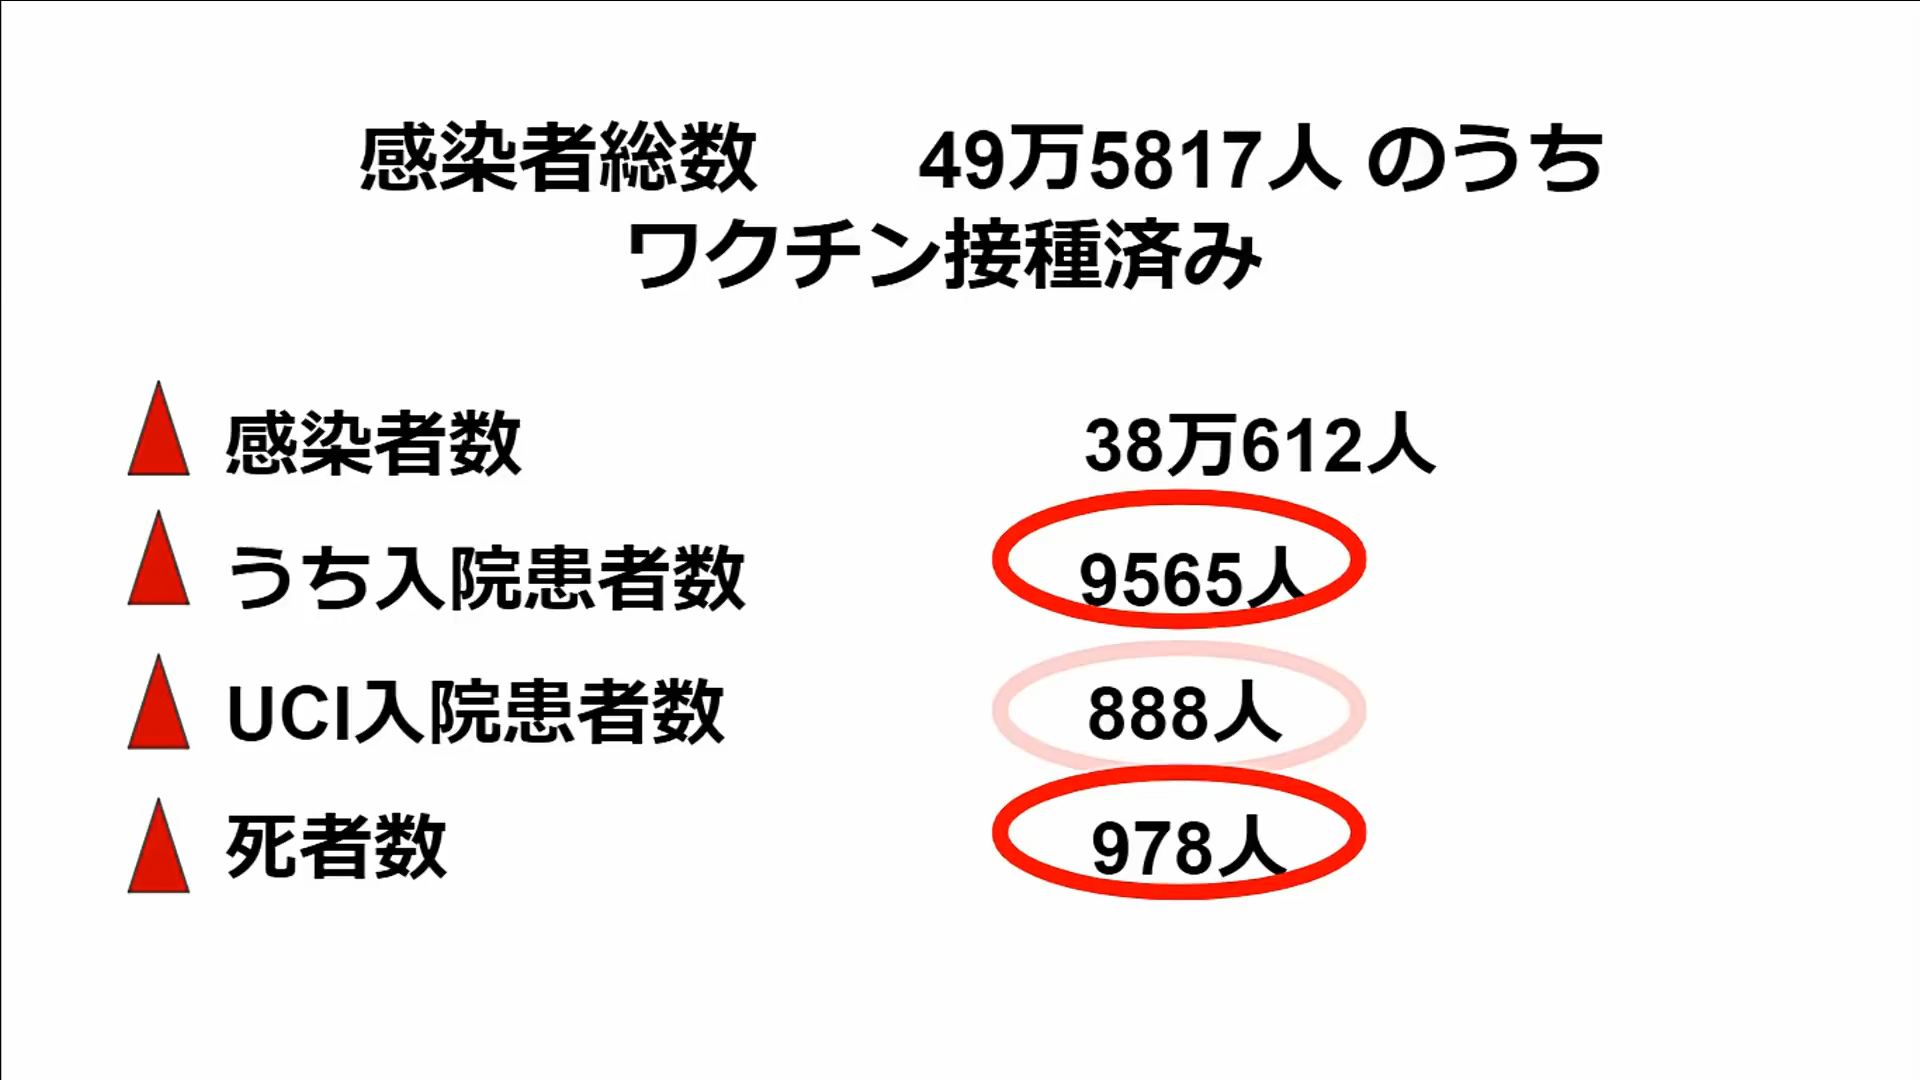 感染者総数 49万5817人 のうち
ワクチン接種済み
感染者数 38万612人
うち入院患者数 9565人
UCI入院患者数 888人
死者数 978人